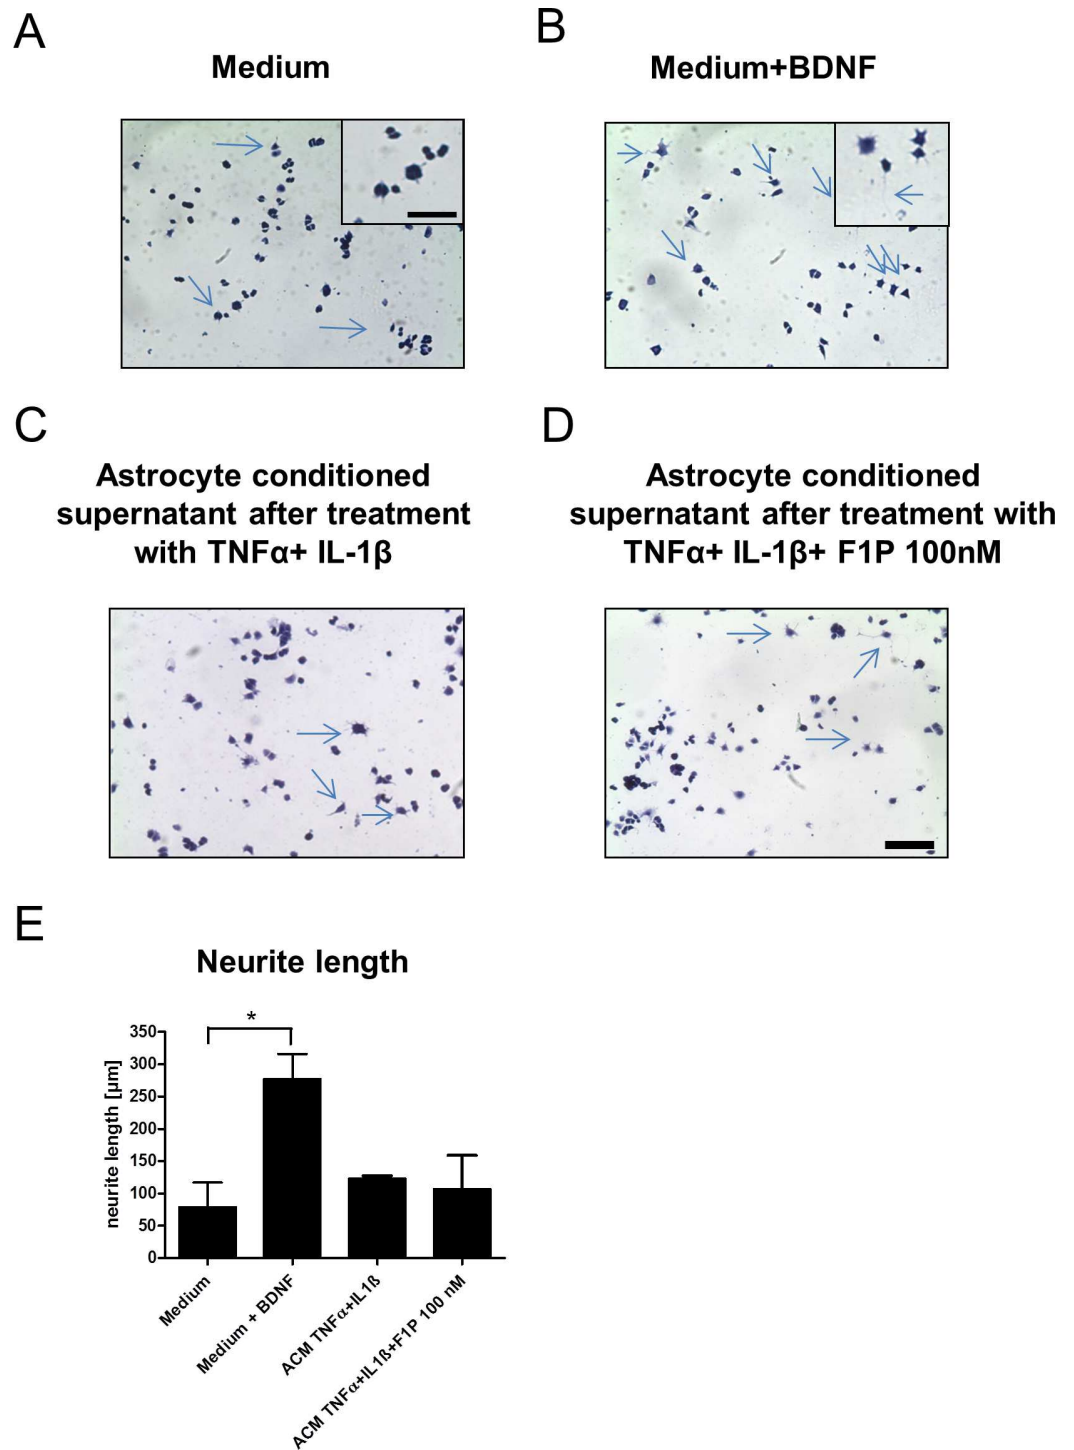 A
Medium
B
Medium+BDNF
C
Astrocyte conditioned
supernatant after treatment
with TNFα+ IL-1β
D
Astrocyte conditioned
supernatant after treatment with
TNFα+ IL-1β+ F1P 100nM
E
Neurite length
*
350
300
250
200
150
100
50
0
neurite length [µm]
Medium
Medium + BDNF
ACM TNFα+IL1ß
ACM TNFα+IL1ß+F1P 100 nM